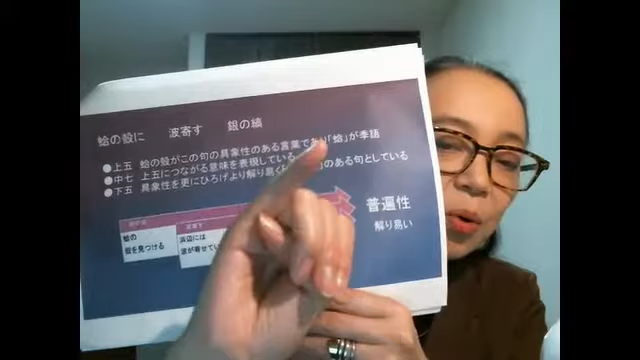 蛤の殻に 波寄す 銀の縞
●上五 蛤の殻がこの句の具象性のある言葉であり「蛤」が季語
●中七 上五につながる意味を表現している
●下五 具象性を更にひろげより解り易く のある句としている
蛤の
殻を見つける
浜辺には
波が寄せてい
普遍性
解り易い